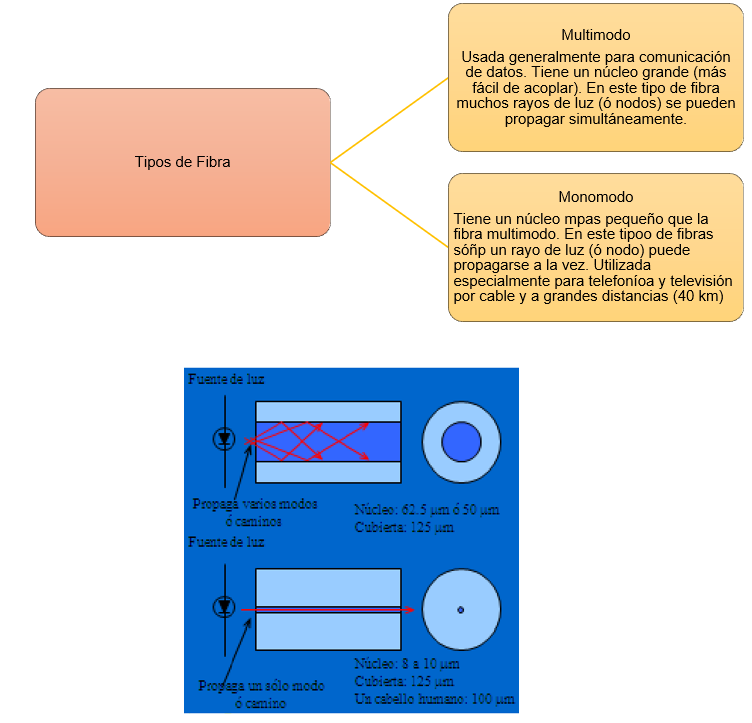 Tipos de Fibra
Multimodo
Usada generalmente para comunicación
de datos. Tiene un núcleo grande (más
fácil de acoplar). En este tipo de fibra
muchos rayos de luz (ó nodos) se pueden
propagar simultáneamente.
Monomodo
Tiene un núcleo mpas pequeño que la
fibra multimodo. En este tipoo de fibras
sóñp un rayo de luz (ó nodo) puede
propagarse a la vez. Utilizada
especialmente para telefoníoa y televisión
por cable y a grandes distancias (40 km)
Fuente de luz
Propaga varios modos
ó caminos
Núcleo: 62.5 µm ó 50 µm
Cubierta: 125 µm
Fuente de luz
Propaga un sólo modo
ó camino
Núcleo: 8 a 10 µm
Cubierta: 125 µm
Un cabello humano: 100 µm